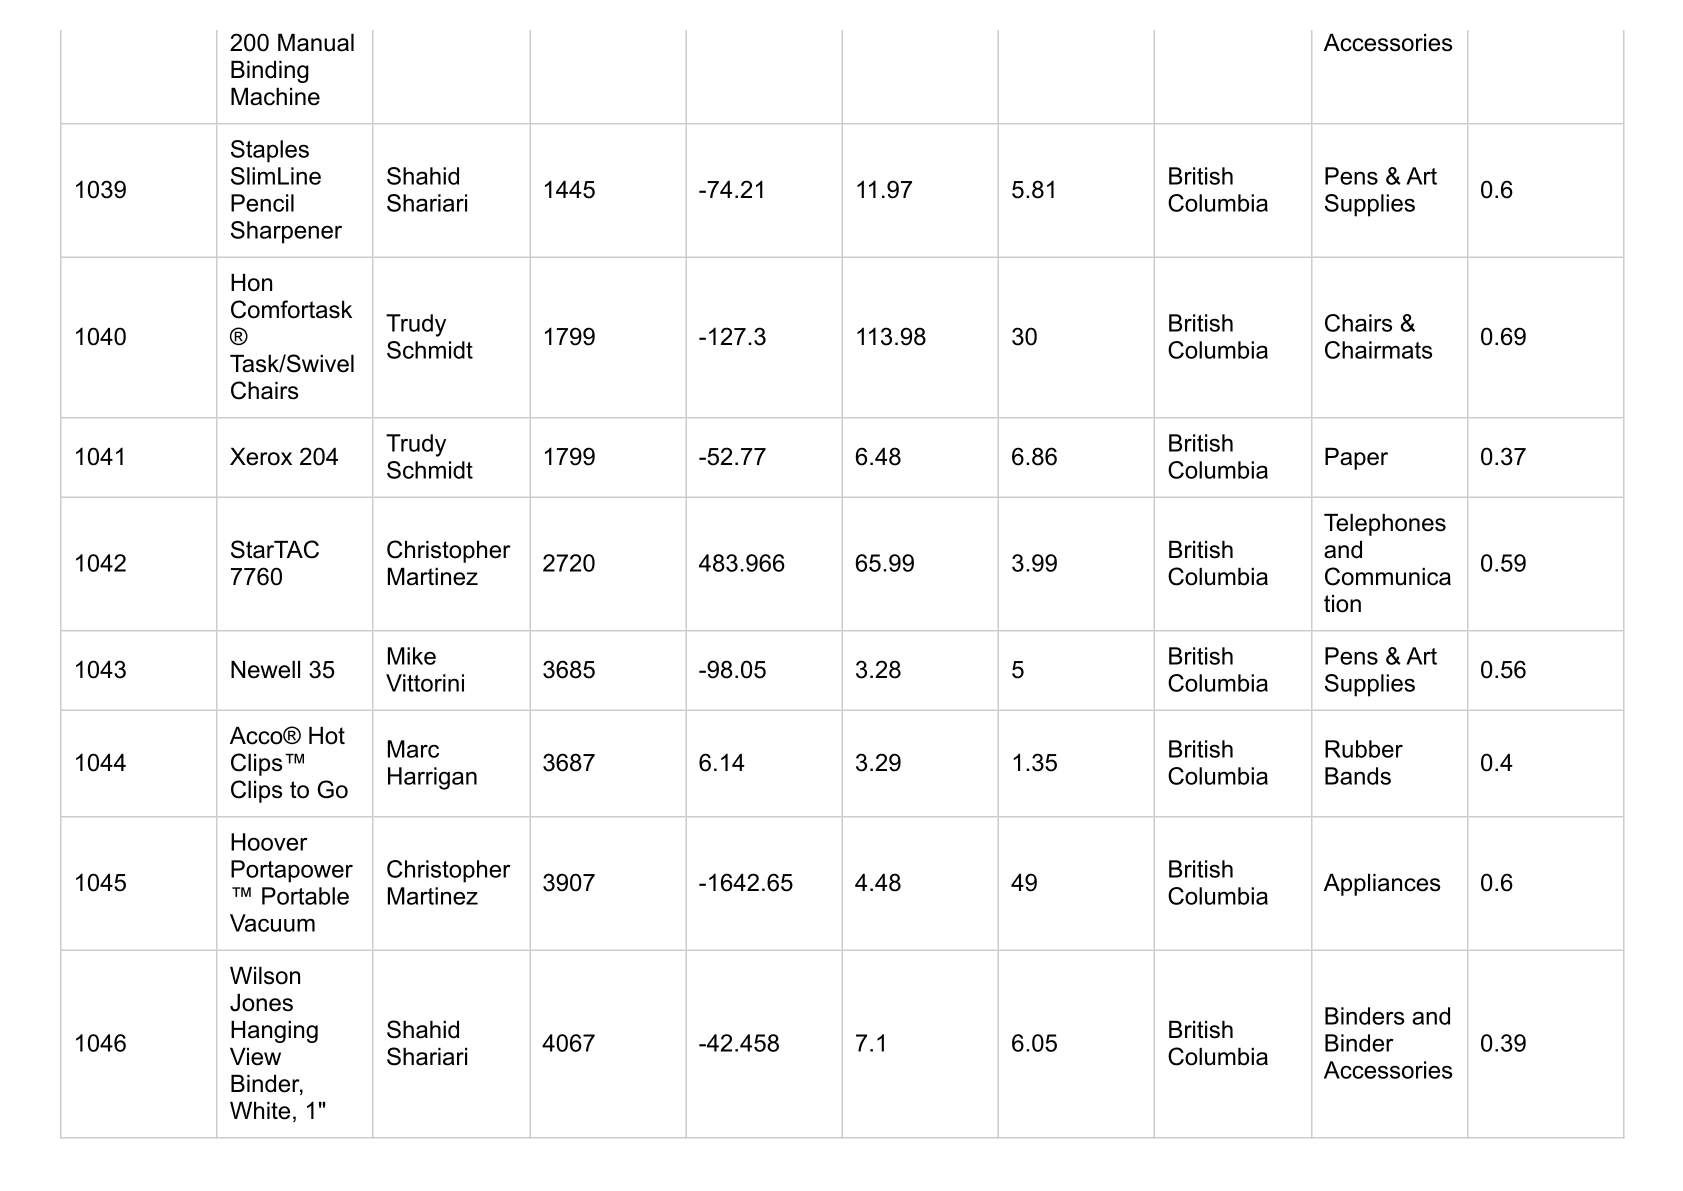 200 Manual
Binding
Machine
Accessories
1039
Staples
SlimLine
Pencil
Sharpener
Shahid
Shariari
1445
-74.21
11.97
5.81
British
Columbia
Pens & Art
Supplies
0.6
1040
Hon
Comfortask
®
Task/Swivel
Chairs
Trudy
Schmidt
1799
-127.3
113.98
30
British
Columbia
Chairs &
Chairmats
0.69
1041
Xerox 204
Trudy
Schmidt
1799
-52.77
6.48
6.86
British
Columbia
Paper
0.37
1042
StarTAC
7760
Christopher
Martinez
2720
483.966
65.99
3.99
British
Columbia
Telephones
and
Communica
tion
0.59
1043
Newell 35
Mike
Vittorini
3685
-98.05
3.28
5
British
Columbia
Pens & Art
Supplies
0.56
1044
Acco® Hot
Clips™
Clips to Go
Marc
Harrigan
3687
6.14
3.29
1.35
British
Columbia
Rubber
Bands
0.4
1045
Hoover
Portapower
™ Portable
Vacuum
Christopher
Martinez
3907
-1642.65
4.48
49
British
Columbia
Appliances
0.6
1046
Wilson
Jones
Hanging
View
Binder,
White, 1"
Shahid
Shariari
4067
-42.458
7.1
6.05
British
Columbia
Binders and
Binder
Accessories
0.39